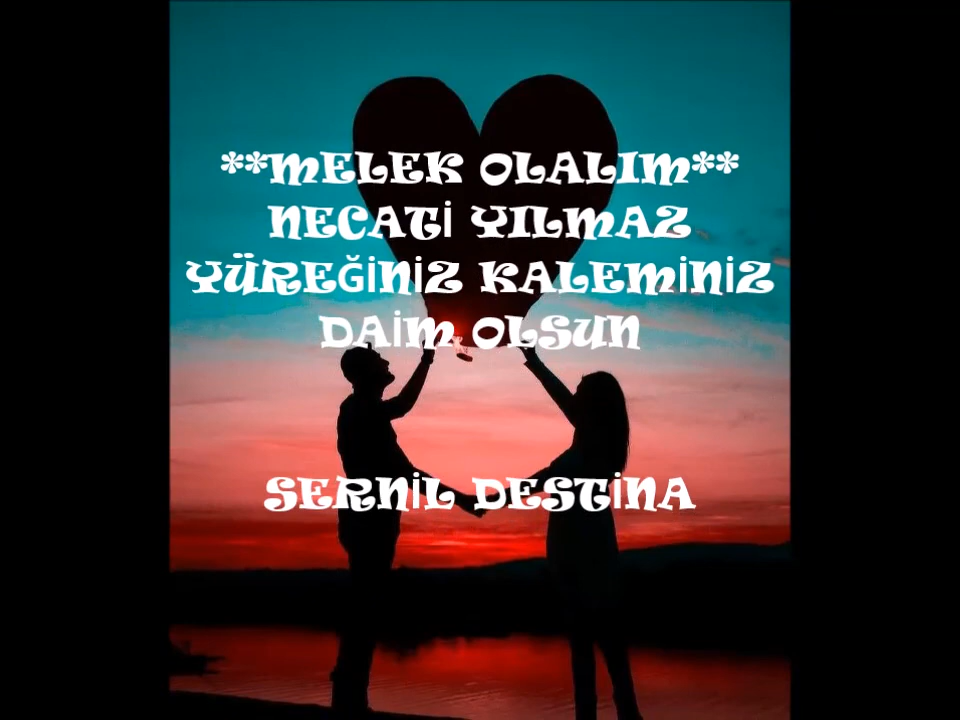 **MELEK OLALIM**
NECATİ YILMAZ
YÜREĞİNİZ KALEMİNİZ
DAİM OLSUN
SERNİL DESTİNA